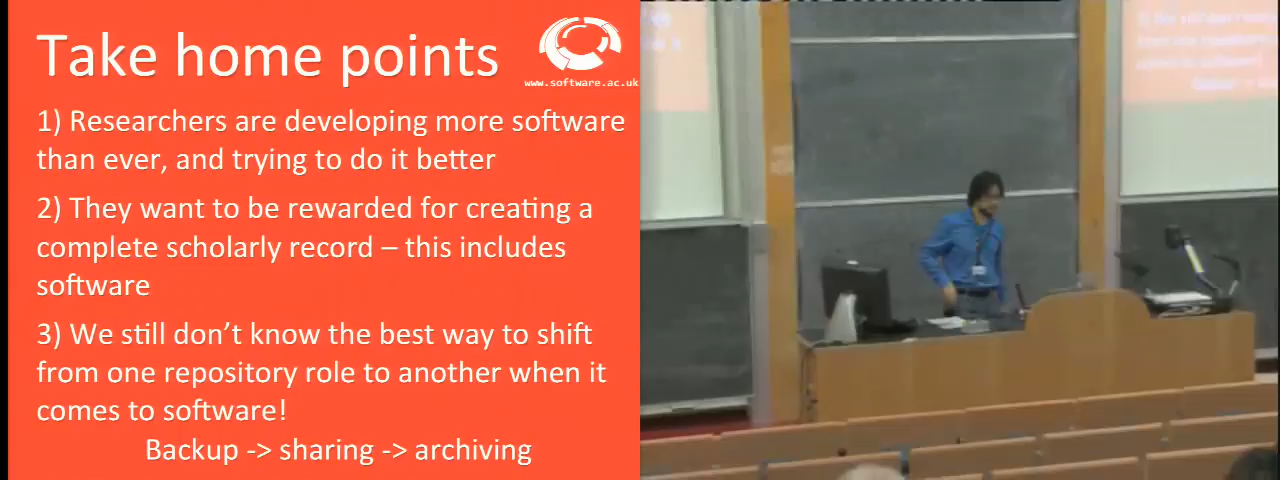 Take home points
www.software.ac.uk
1) Researchers are developing more software
than ever, and trying to do it better
2) They want to be rewarded for creating a
complete scholarly record – this includes
software
3) We still don't know the best way to shift
from one repository role to another when it
comes to software!
Backup -> sharing -> archiving